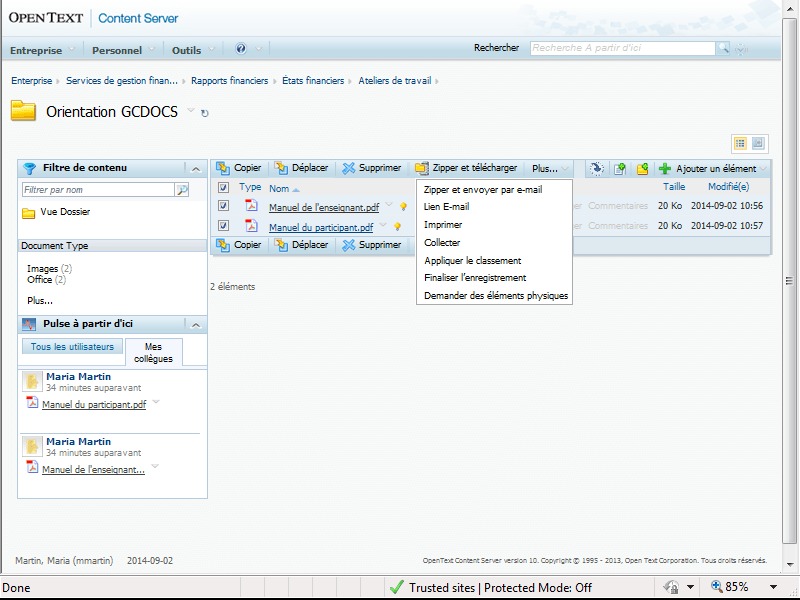 OPENTEXT | Content Server
Entreprise Personnel Outils
Rechercher Recherche A partir d'ici
Entreprise Services de gestion finan... Rapports financiers États financiers Ateliers de travail
Orientation GCDOCS
Filtre de contenu
Filtrer par nom
Vue Dossier
Document Type
Images (2)
Office (2)
Plus...
Pulse à partir d'ici
Tous les utilisateurs
Mes
collègues
Maria Martin
34 minutes auparavant
Manuel du participant.pdf
Maria Martin
34 minutes auparavant
Manuel de l'enseignant...
Copier Déplacer Supprimer Zipper et télécharger Plus... Ajouter un élément
Type Nom Taille Modifié(e)
Manuel de l'enseignant.pdf Commentaires 20 Ko 2014-09-02 10:56
Manuel du participant.pdf Commentaires 20 Ko 2014-09-02 10:57
Copier Déplacer Supprimer
2 éléments
Zipper et envoyer par e-mail
Lien E-mail
Imprimer
Collecter
Appliquer le classement
Finaliser l'enregistrement
Demander des éléments physiques
Martin, Maria (mmartin) 2014-09-02
OpenText Content Server version 10. Copyright © 1995 - 2013, Open Text Corporation. Tous droits réservés.
Done Trusted sites | Protected Mode: Off 85%